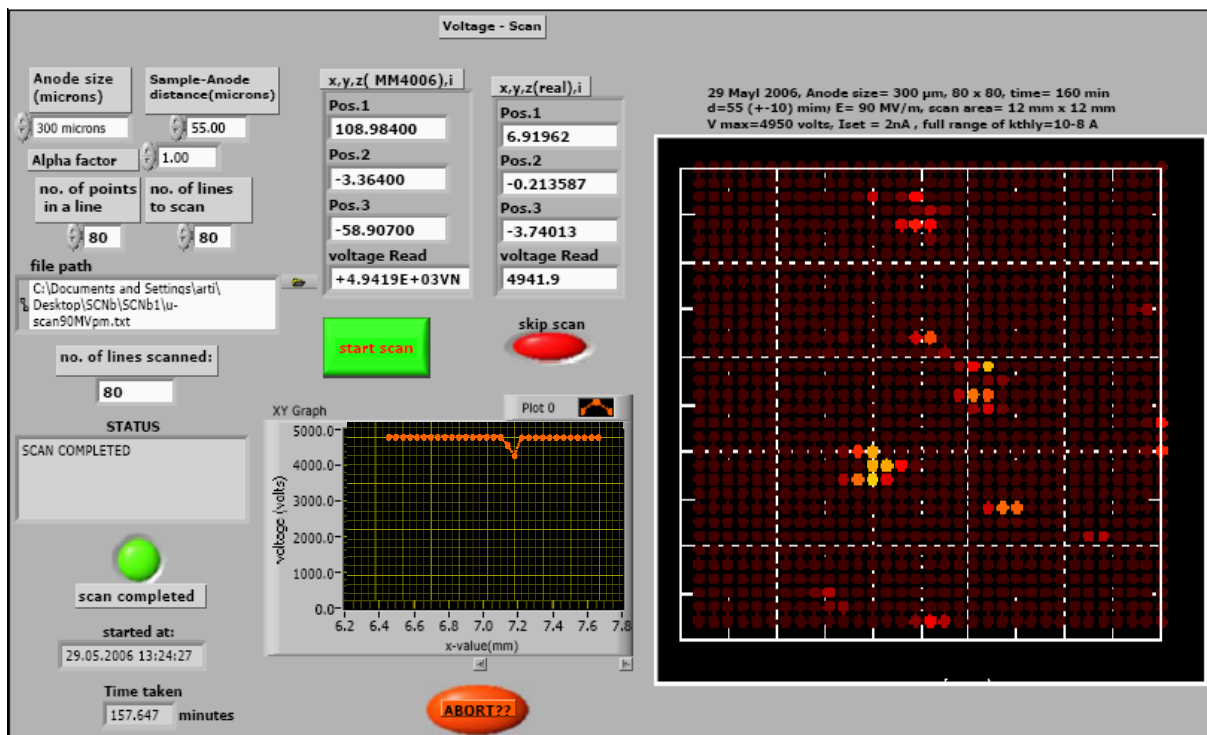 Voltage - Scan
Anode size
(microns)
300 microns
Sample-Anode
distance(microns)
55.00
Alpha factor
1.00
no. of points
in a line
80
no. of lines
to scan
80
file path
C:\Documents and Settings\arti\
Desktop\SCNb\SCNb1\u-
scan90MVpm.txt
no. of lines scanned:
80
STATUS
SCAN COMPLETED
scan completed
started at:
29.05.2006 13:24:27
Time taken
157.647 minutes
x,y,z( MM4006),i
Pos.1
108.98400
Pos.2
-3.36400
Pos.3
-58.90700
voltage Read
+4.9419E+03VN
x,y,z(real),i
Pos.1
6.91962
Pos.2
-0.213587
Pos.3
-3.74013
voltage Read
4941.9
start scan
skip scan
XY Graph
Plot 0
voltage (volts)
5000.0
4000.0
3000.0
2000.0
1000.0
0.0
6.2 6.4 6.6 6.8 7.0 7.2 7.4 7.6 7.8
x-value(mm)
ABORT??
29 Mayl 2006, Anode size= 300 µm, 80 x 80, time= 160 min
d=55 (+-10) mim; E= 90 MV/m, scan area= 12 mm x 12 mm
V max=4950 volts, Iset = 2nA , full range of kthly=10-8 A